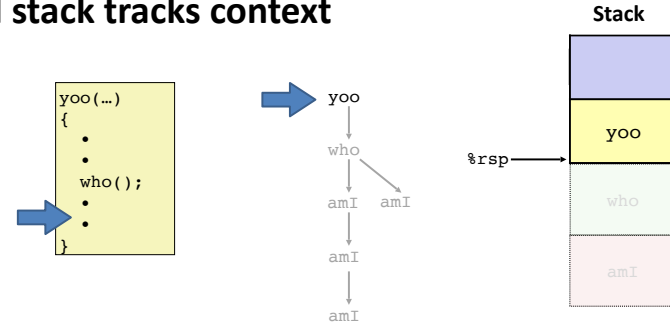 stack tracks context
Stack
yoo(…)
{
•
•
who();
•
•
}
yoo
who
amI
amI
amI
amI
%rsp
yoo
who
amI